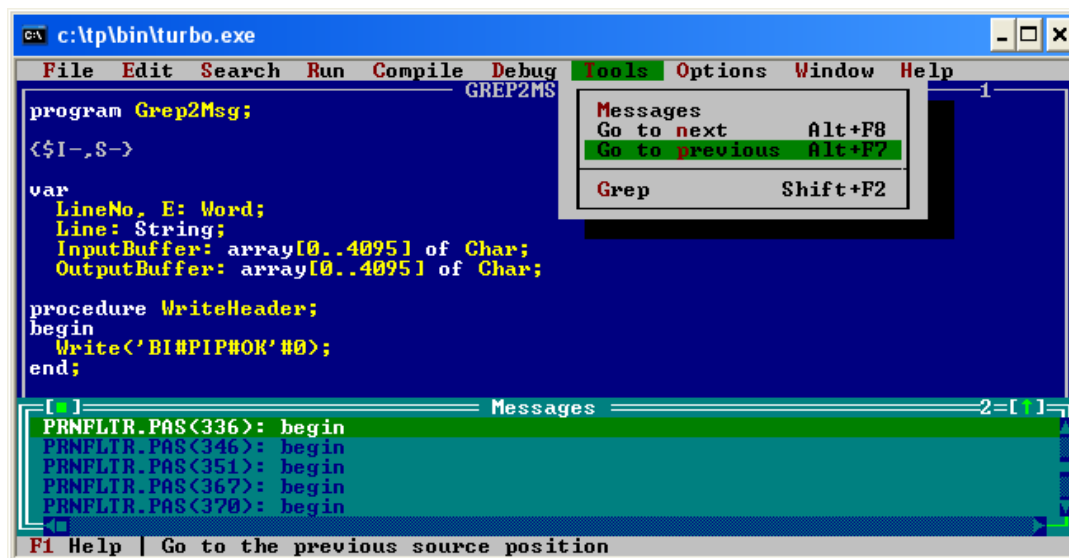 c:\tp\bin\turbo.exe
File Edit Search Run Compile Debug Tools Options Window Help
GREP2MS 1
program Grep2Msg;
{$I-,S-}
var
LineNo, E: Word;
Line: String;
InputBuffer: array[0..4095] of Char;
OutputBuffer: array[0..4095] of Char;
procedure WriteHeader;
begin
Write('BI#PIP#OK'#0);
end;
Messages
Go to next Alt+F8
Go to previous Alt+F7
Grep Shift+F2
[■] Messages 2=[↑]
PRNFLTR.PAS(336): begin
PRNFLTR.PAS(346): begin
PRNFLTR.PAS(351): begin
PRNFLTR.PAS(367): begin
PRNFLTR.PAS(370): begin
F1 Help | Go to the previous source position